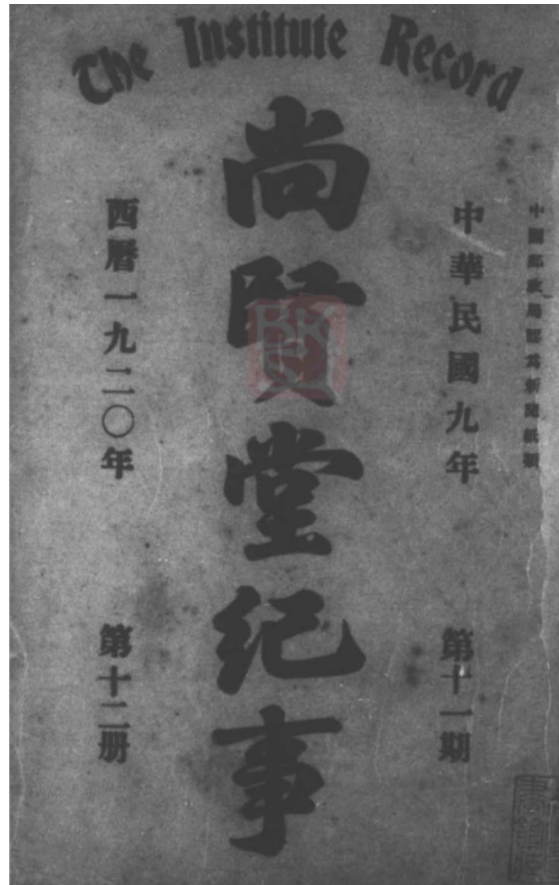 The Institute Record
中國郵政局認為新聞紙類
中華民國九年
第十一期
尚賢堂紀事
西曆一九二〇年
第十二册